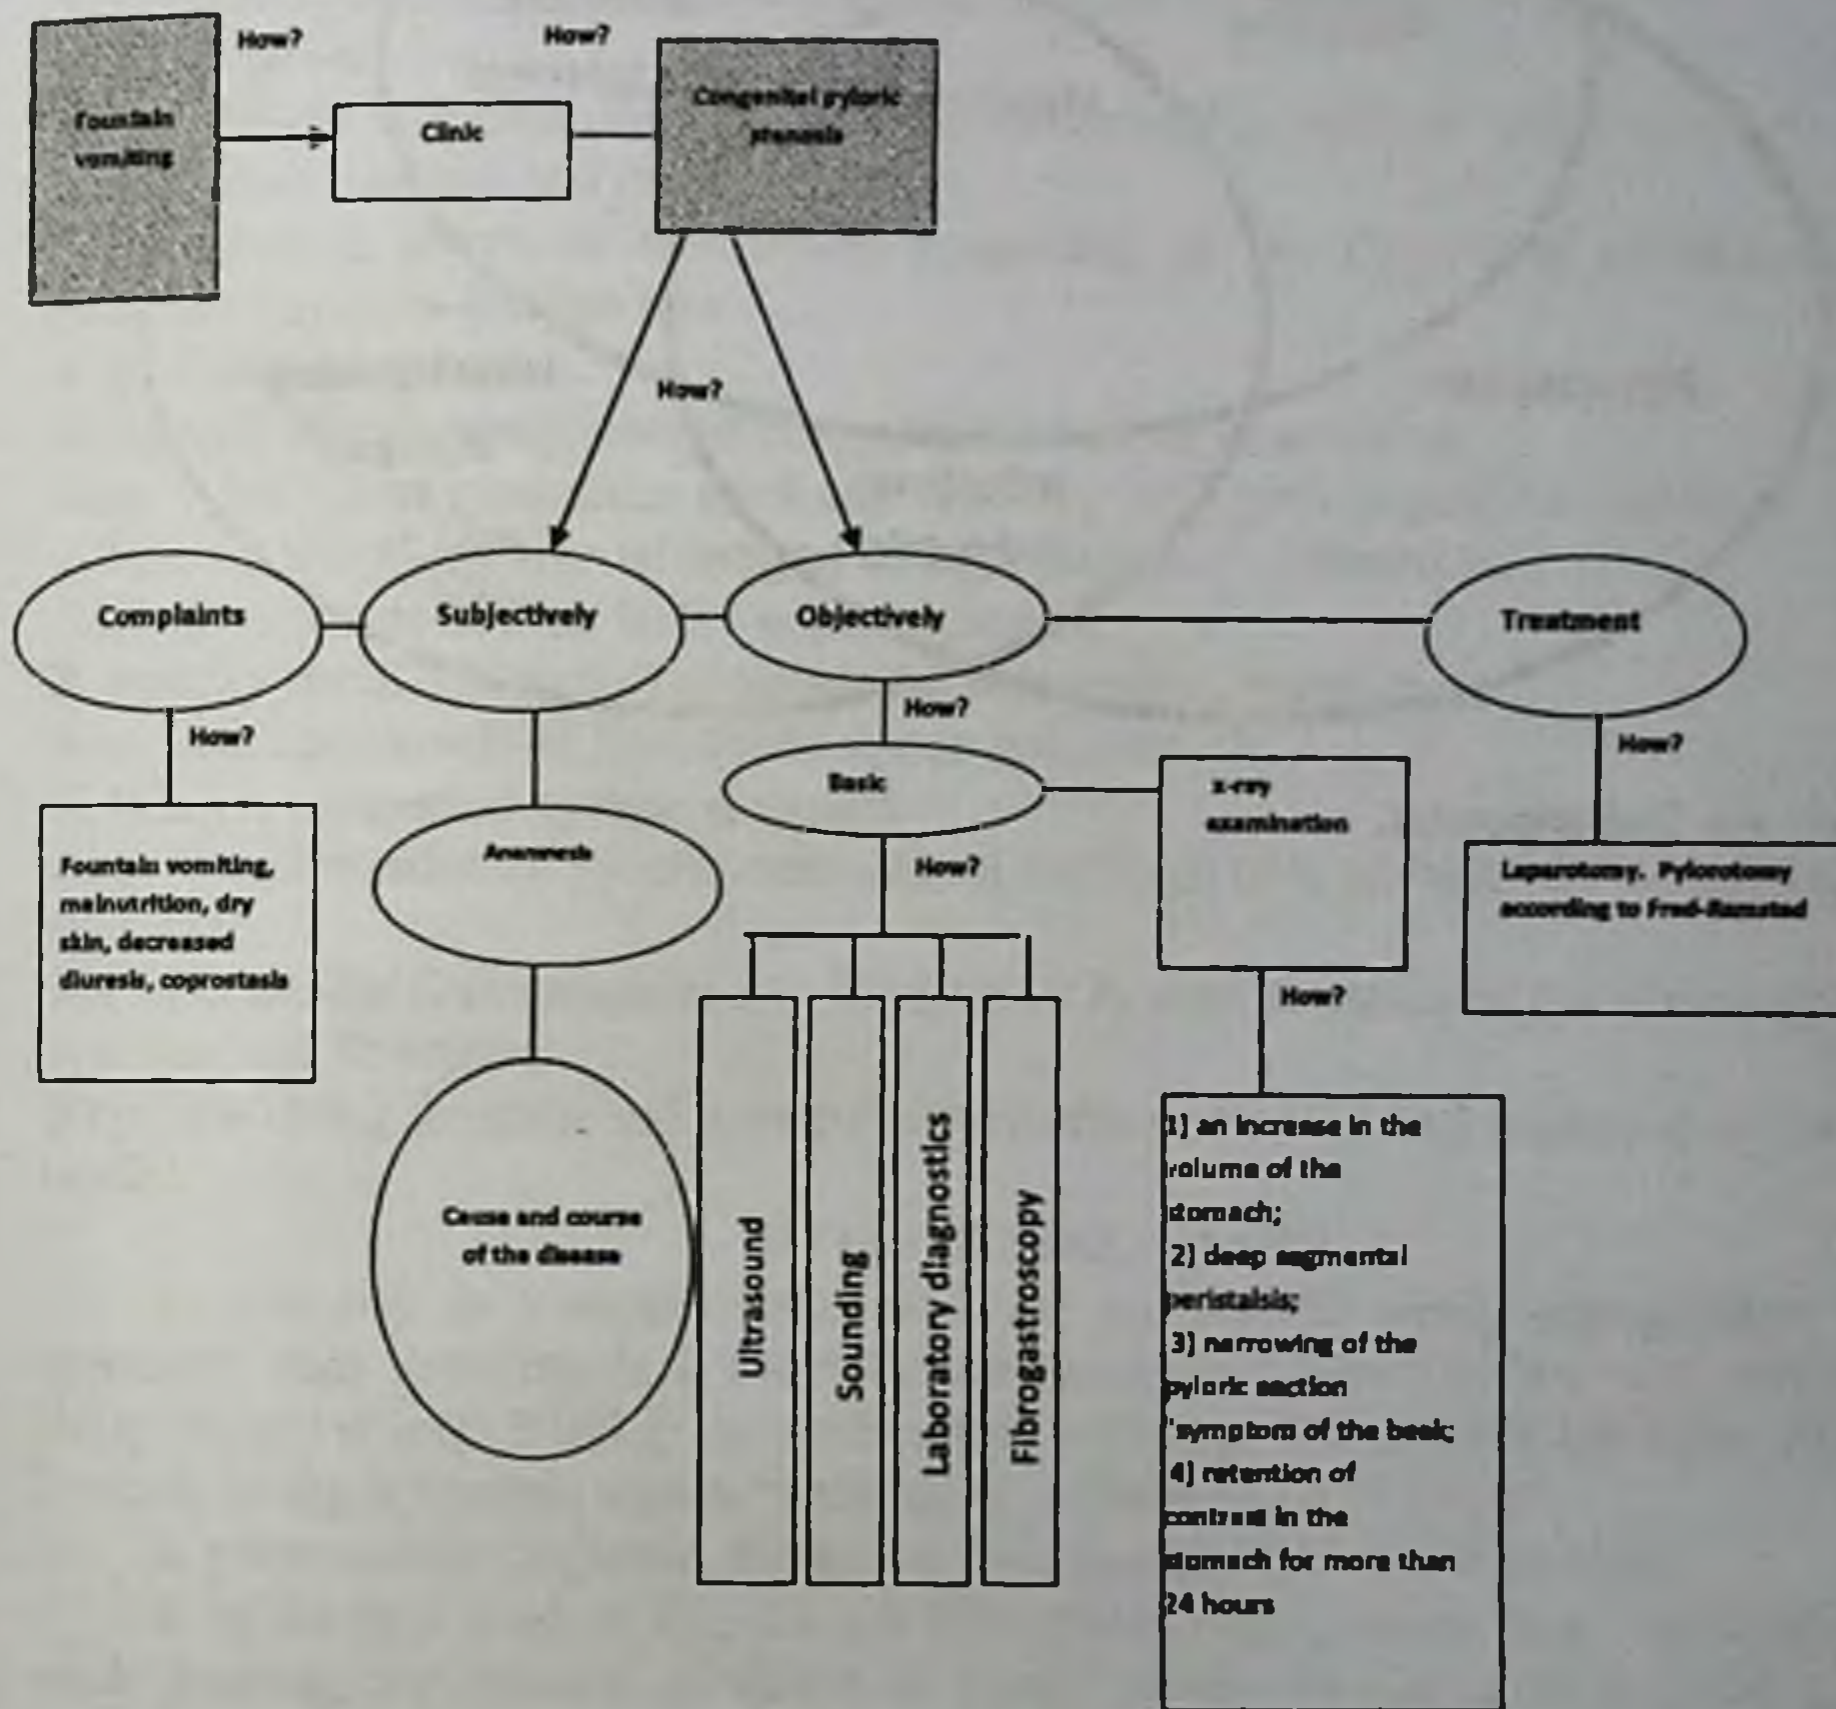 How?
How?
fountain
vomiting
Clinic
Congenital pyloric
stenosis
How?
Complaints
Subjectively
Objectively
Treatment
How?
How?
How?
Basic
x-ray
examination
Anamnesis
How?
Fountain vomiting,
malnutrition, dry
skin, decreased
diuresis, coprostasis
Laparotomy. Pylorotomy
according to Fred-Ramsted
How?
Cause and course
of the disease
Ultrasound
Sounding
Laboratory diagnostics
Fibrogastroscopy
1) an increase in the
volume of the
stomach;
2) deep segmental
peristalsis;
3) narrowing of the
pyloric section
"symptom of the beak;
4) retention of
contrast in the
stomach for more than
24 hours